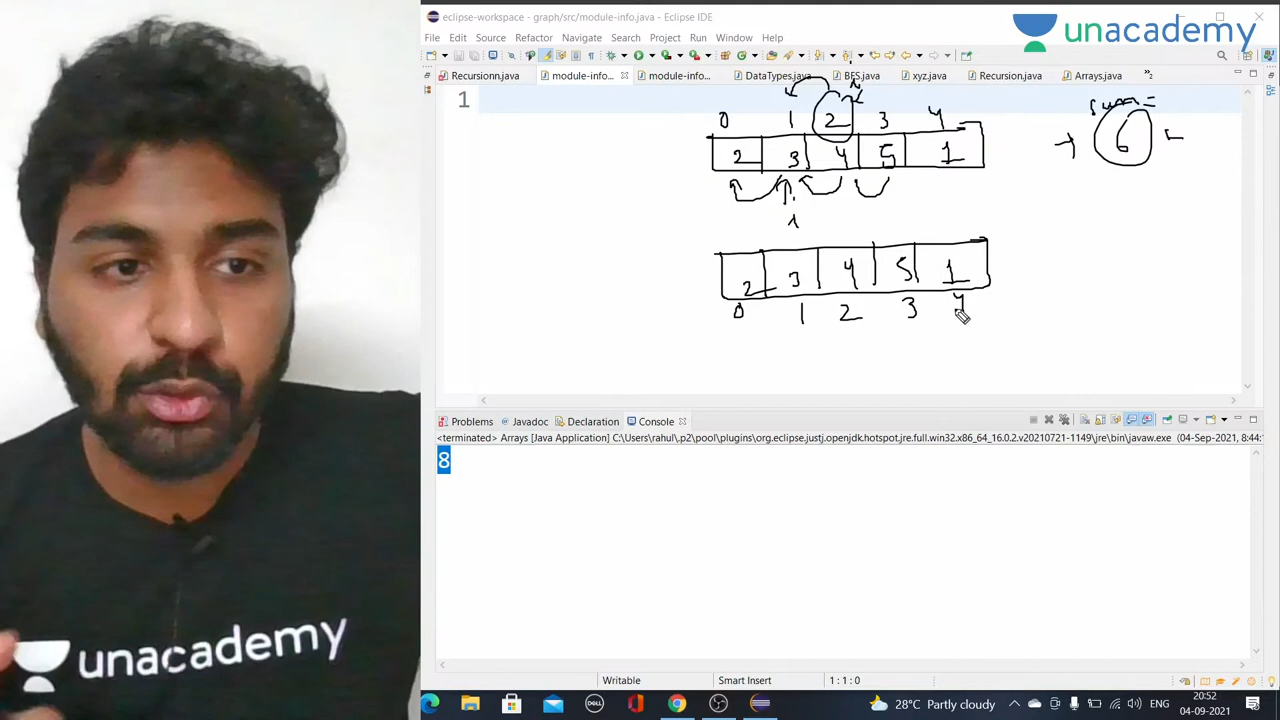 eclipse-workspace - graph/src/module-info.java - Eclipse IDE
unacademy
File Edit Source Refactor Navigate Search Project Run Window Help
Recursionn.java module-info... module-info... DataTypes.java BFS.java xyz.java Recursion.java Arrays.java
1
sum=
0 1 2 3 4
2 3 4 5 1
6
i
2 3 4 5 1
0 1 2 3 4
Problems Javadoc Declaration Console
<terminated> Arrays [Java Application] C:\Users\rahul\.p2\pool\plugins\org.eclipse.justj.openjdk.hotspot.jre.full.win32.x86_64_16.0.2.v20210721-1149\jre\bin\javaw.exe (04-Sep-2021, 8:44:
8
unacademy
Writable Smart Insert 1 : 1 : 0
DELL
28°C Partly cloudy ENG 20:52
04-09-2021
3